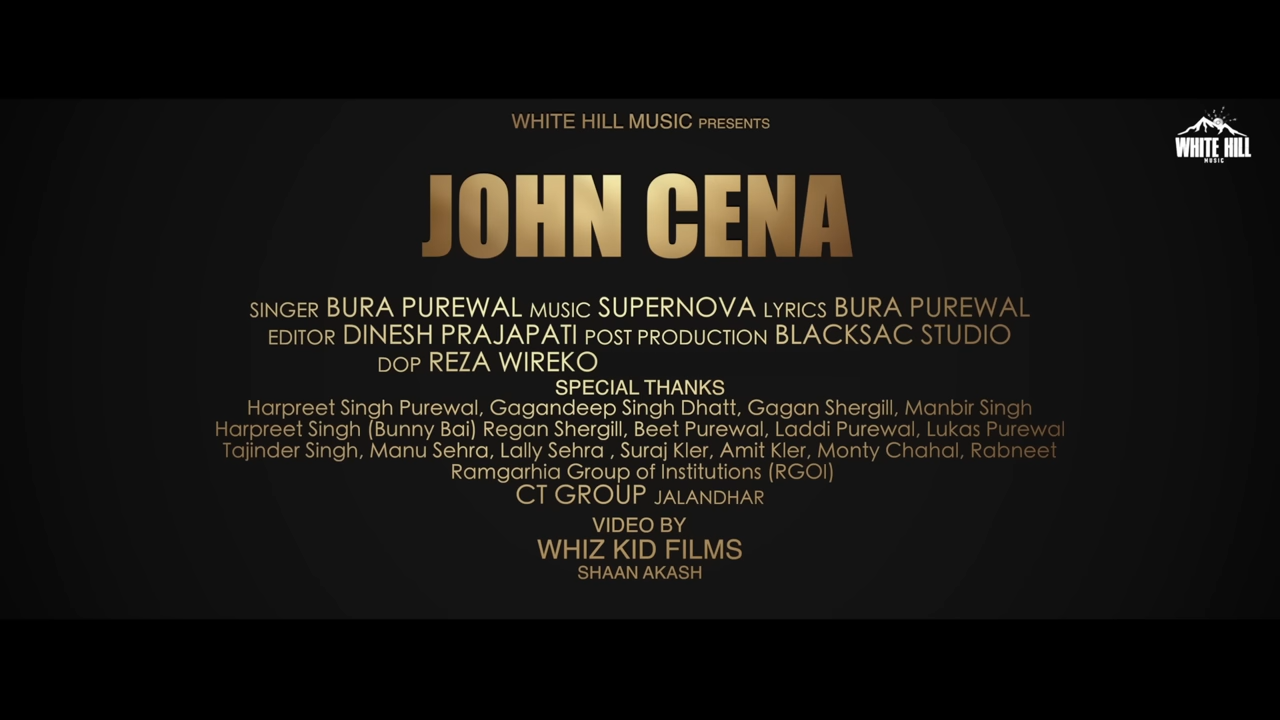 WHITE HILL MUSIC PRESENTS
WHITE HILL
MUSIC
JOHN CENA
SINGER BURA PUREWAL MUSIC SUPERNOVA LYRICS BURA PUREWAL
EDITOR DINESH PRAJAPATI POST PRODUCTION BLACKSAC STUDIO
DOP REZA WIREKO
SPECIAL THANKS
Harpreet Singh Purewal, Gagandeep Singh Dhatt, Gagan Shergill, Manbir Singh
Harpreet Singh (Bunny Bai) Regan Shergill, Beet Purewal, Laddi Purewal, Lukas Purewal
Tajinder Singh, Manu Sehra, Lally Sehra , Suraj Kler, Amit Kler, Monty Chahal, Rabneet
Ramgarhia Group of Institutions (RGOI)
CT GROUP JALANDHAR
VIDEO BY
WHIZ KID FILMS
SHAAN AKASH